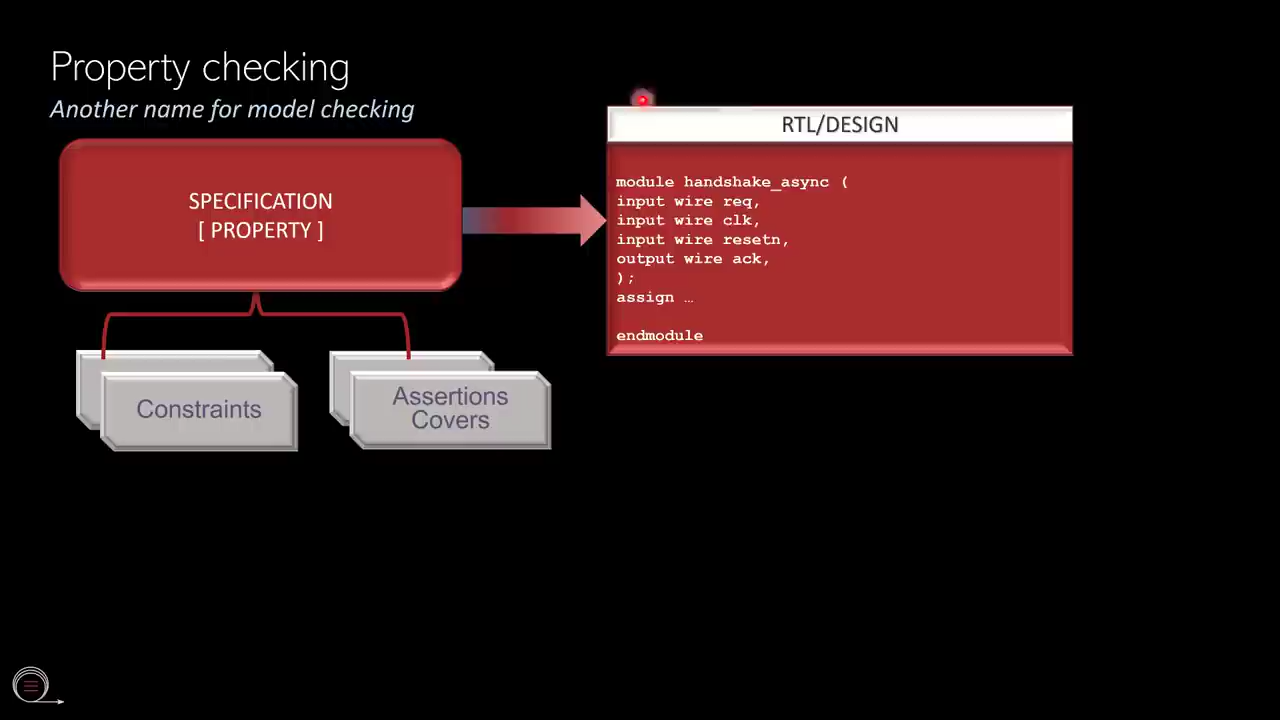 Property checking
Another name for model checking
SPECIFICATION
[ PROPERTY ]
Constraints
Assertions
Covers
RTL/DESIGN
module handshake_async (
input wire req,
input wire clk,
input wire resetn,
output wire ack,
);
assign …
endmodule